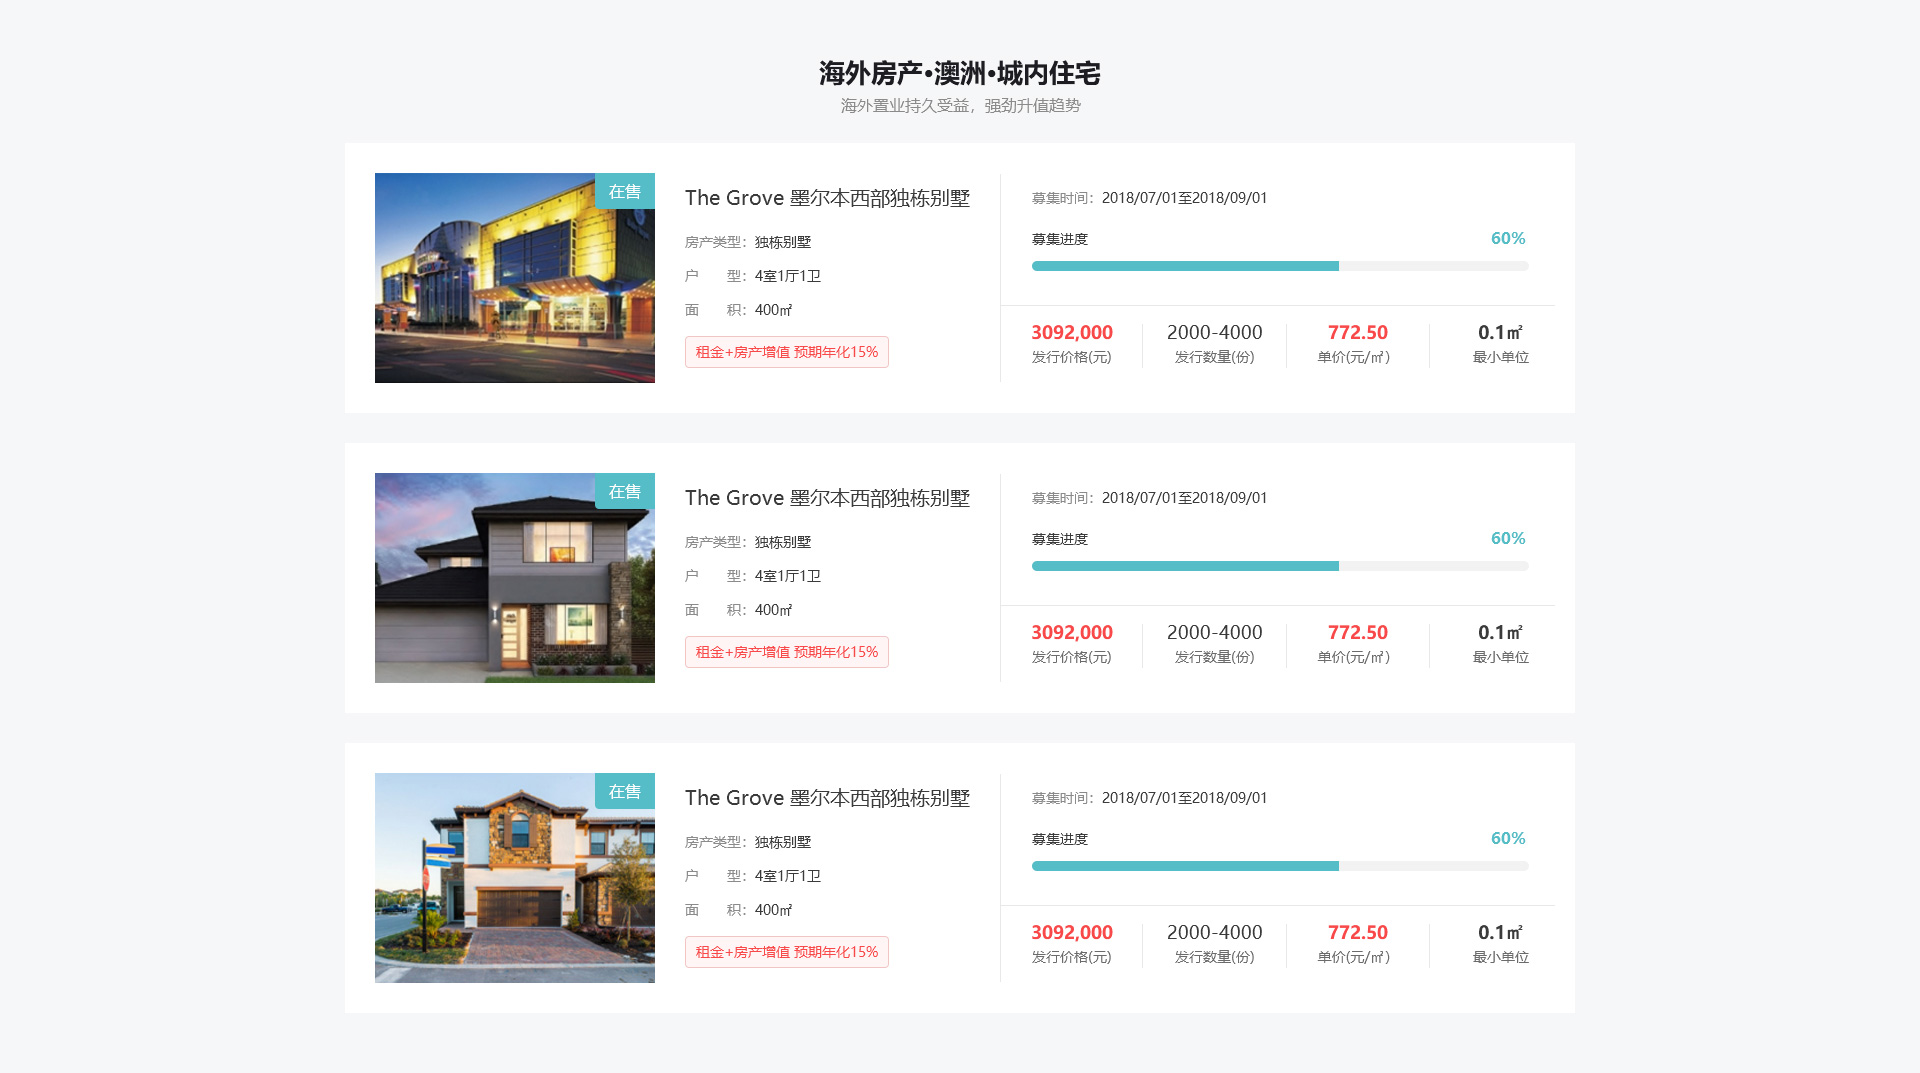 海外房产•澳洲•城内住宅
海外置业持久受益，强劲升值趋势
在售
The Grove 墨尔本西部独栋别墅
房产类型：独栋别墅
户 型：4室1厅1卫
面 积：400㎡
租金+房产增值 预期年化15%
募集时间：2018/07/01至2018/09/01
募集进度 60%
3092,000 2000-4000 772.50 0.1㎡
发行价格(元) 发行数量(份) 单价(元/㎡) 最小单位
在售
The Grove 墨尔本西部独栋别墅
房产类型：独栋别墅
户 型：4室1厅1卫
面 积：400㎡
租金+房产增值 预期年化15%
募集时间：2018/07/01至2018/09/01
募集进度 60%
3092,000 2000-4000 772.50 0.1㎡
发行价格(元) 发行数量(份) 单价(元/㎡) 最小单位
在售
The Grove 墨尔本西部独栋别墅
房产类型：独栋别墅
户 型：4室1厅1卫
面 积：400㎡
租金+房产增值 预期年化15%
募集时间：2018/07/01至2018/09/01
募集进度 60%
3092,000 2000-4000 772.50 0.1㎡
发行价格(元) 发行数量(份) 单价(元/㎡) 最小单位